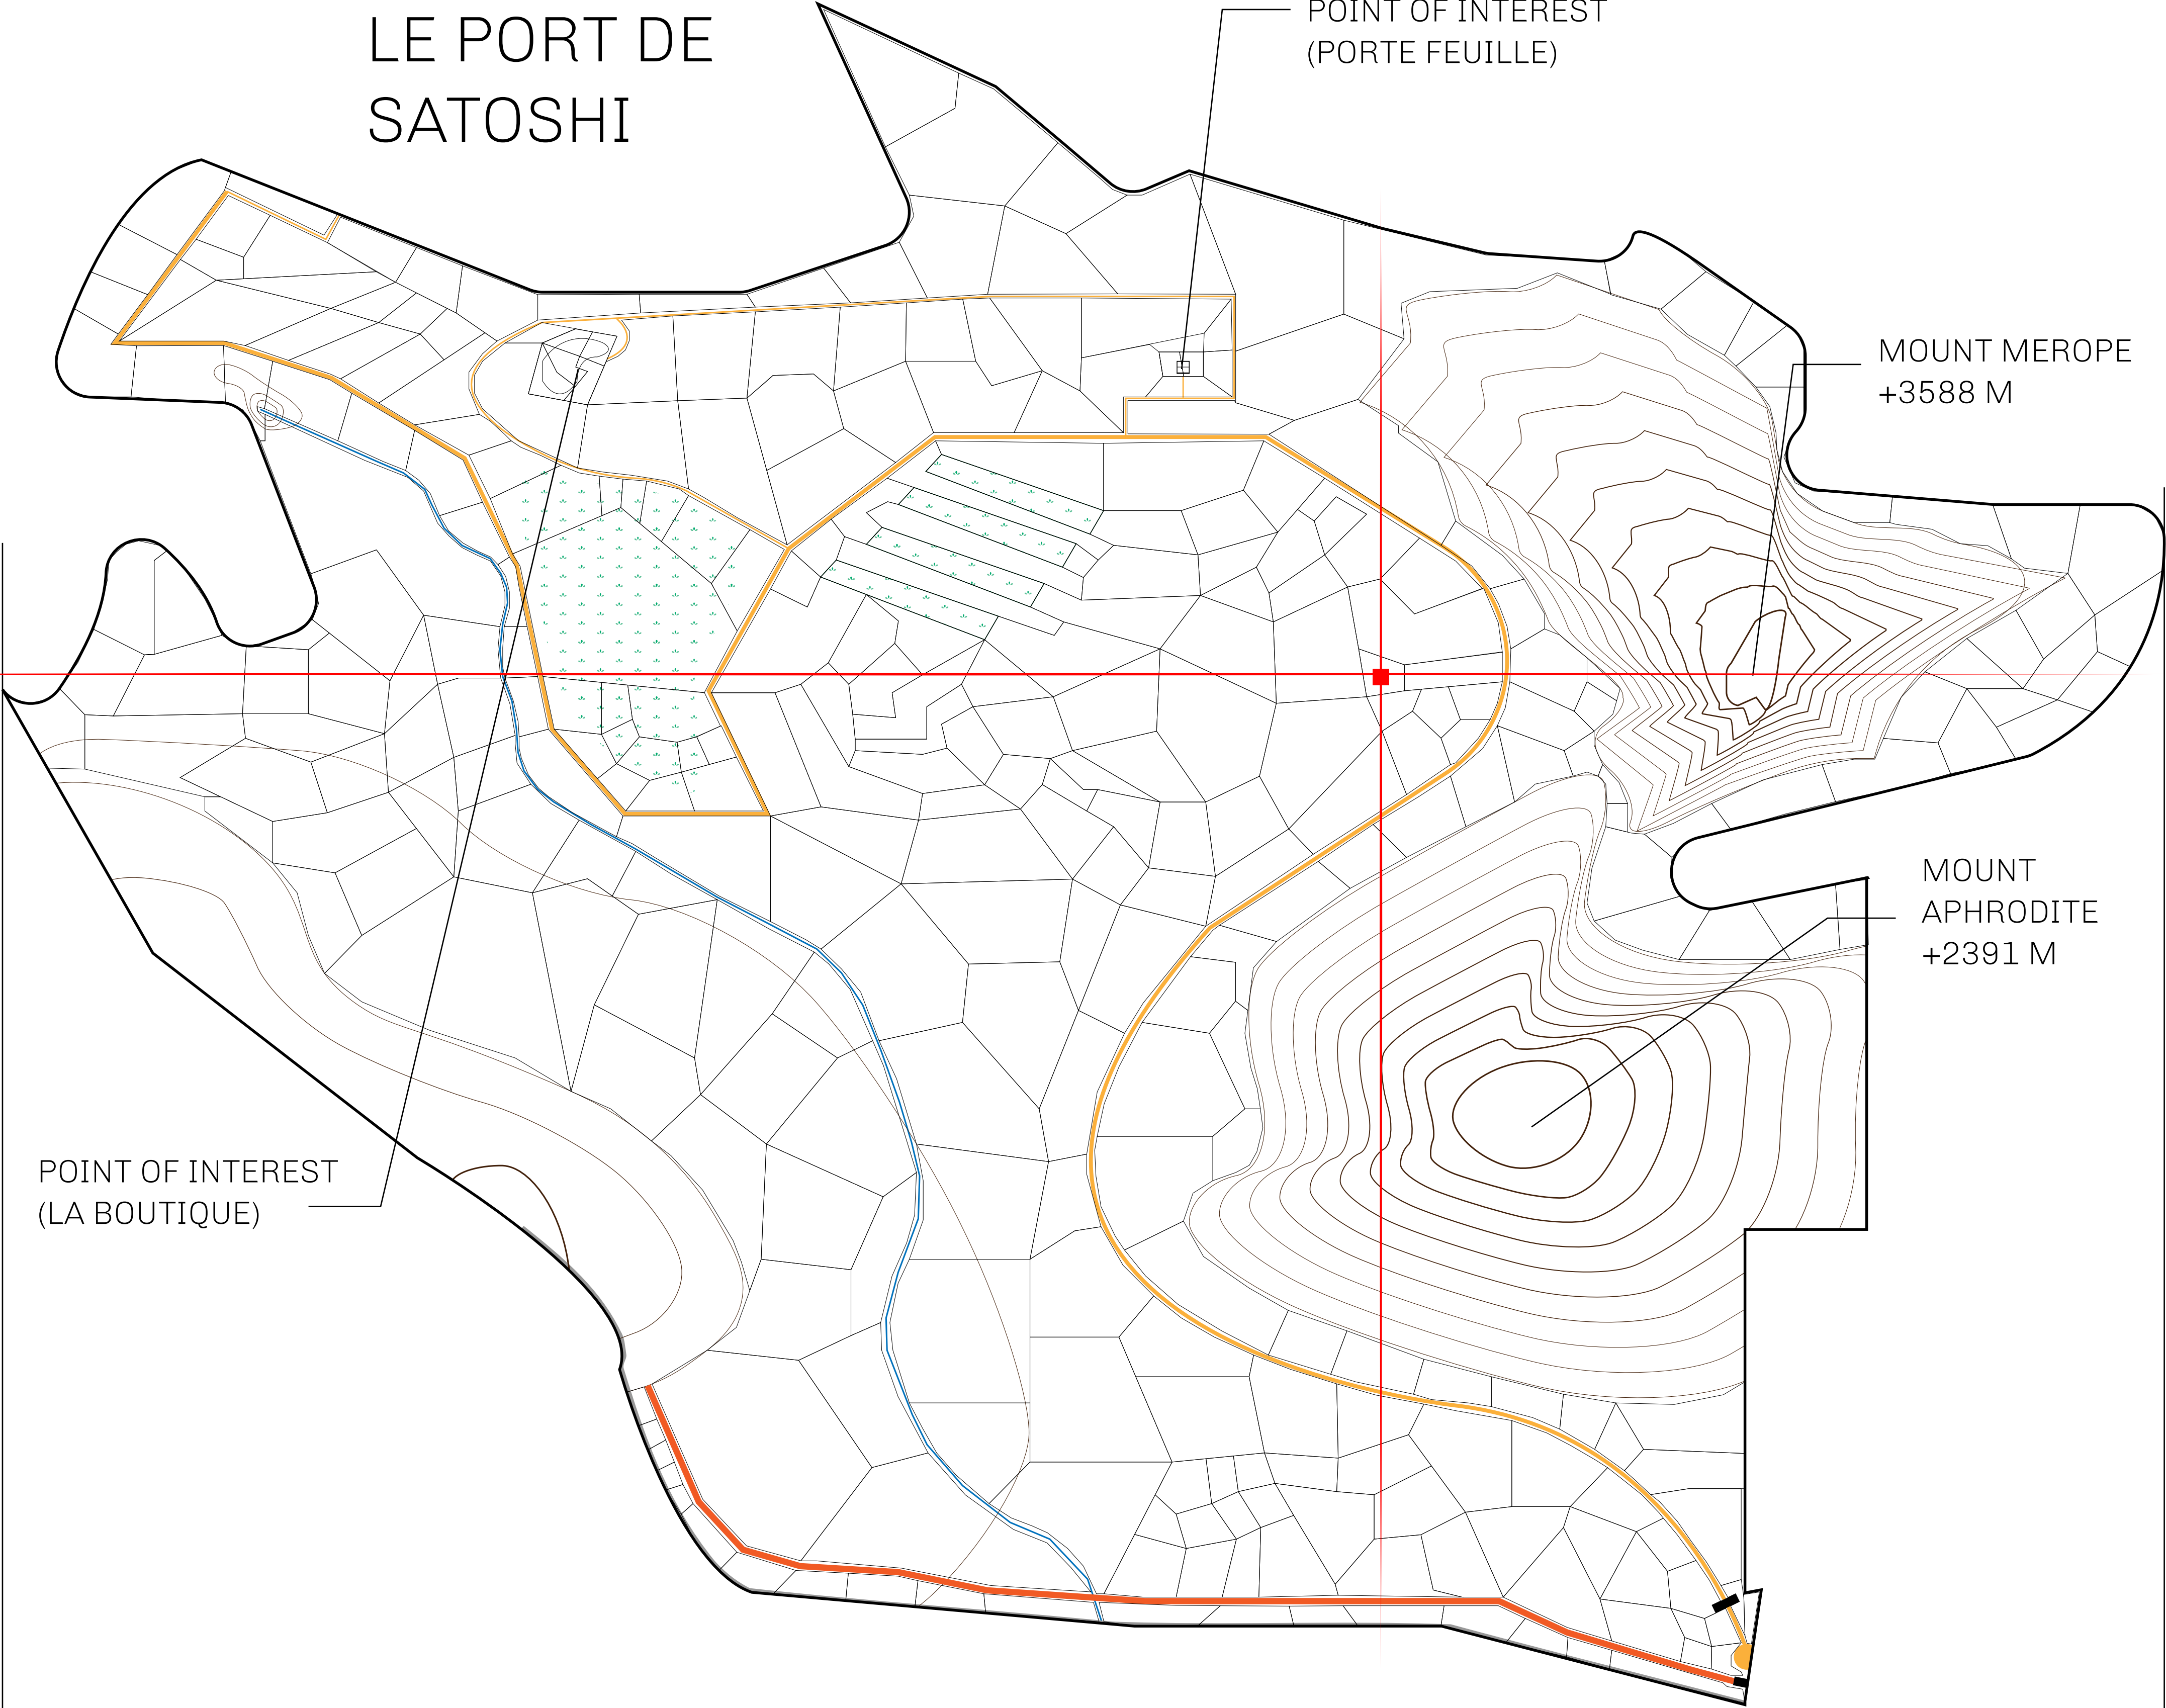 LE PORT DE
SATOSHI
POINT OF INTEREST
(PORTE FEUILLE)
MOUNT MEROPE
+3588 M
MOUNT
APHRODITE
+2391 M
POINT OF INTEREST
(LA BOUTIQUE)